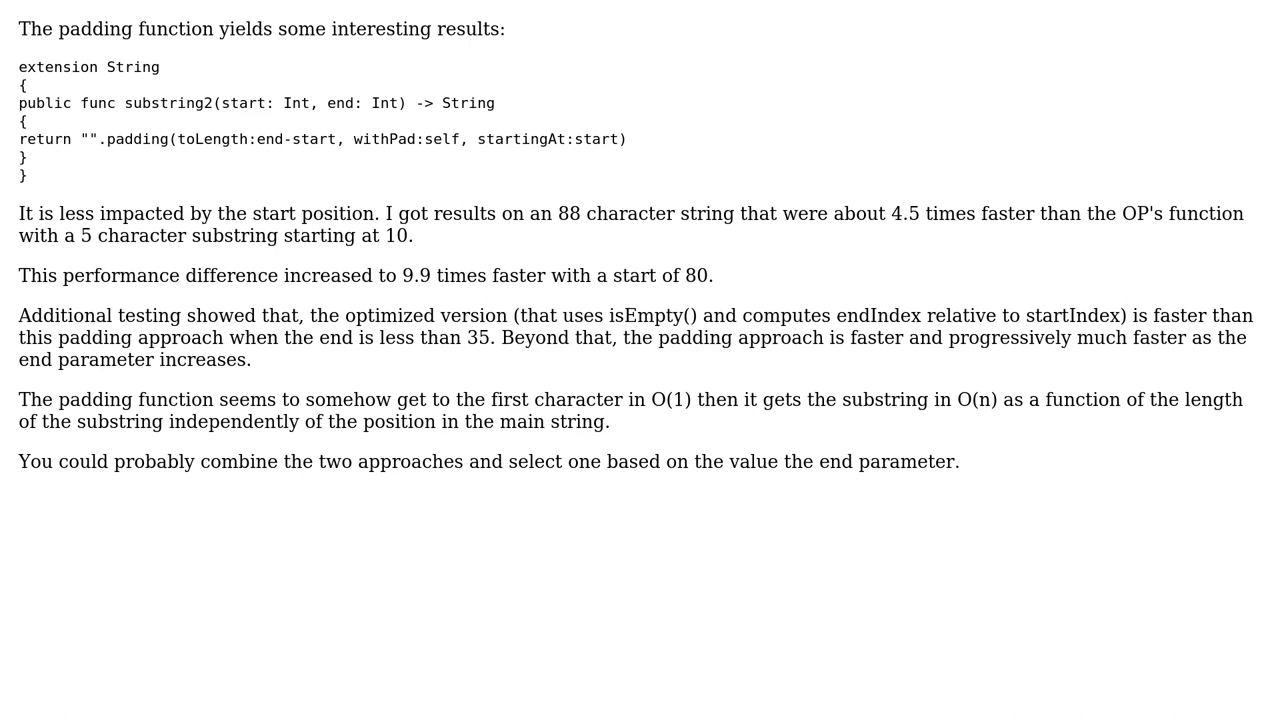 The padding function yields some interesting results:
extension String
{
public func substring2(start: Int, end: Int) -> String
{
return "".padding(toLength:end-start, withPad:self, startingAt:start)
}
}
It is less impacted by the start position. I got results on an 88 character string that were about 4.5 times faster than the OP's function
with a 5 character substring starting at 10.
This performance difference increased to 9.9 times faster with a start of 80.
Additional testing showed that, the optimized version (that uses isEmpty() and computes endIndex relative to startIndex) is faster than
this padding approach when the end is less than 35. Beyond that, the padding approach is faster and progressively much faster as the
end parameter increases.
The padding function seems to somehow get to the first character in O(1) then it gets the substring in O(n) as a function of the length
of the substring independently of the position in the main string.
You could probably combine the two approaches and select one based on the value the end parameter.